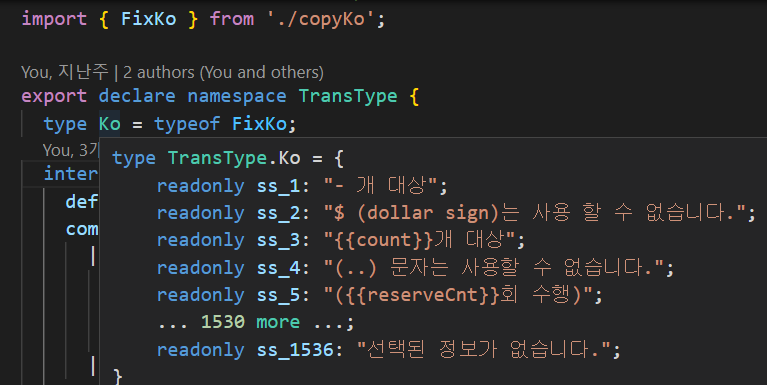 import { FixKo } from './copyKo';
You, 지난주 | 2 authors (You and others)
export declare namespace TransType {
type Ko = typeof FixKo;
You, 3
inter
def
com
type TransType.Ko = {
readonly ss_1: "- 개 대상";
readonly ss_2: "$ (dollar sign)는 사용 할 수 없습니다.";
readonly ss_3: "{{count}}개 대상";
readonly ss_4: "(..) 문자는 사용할 수 없습니다.";
readonly ss_5: "({{reserveCnt}}회 수행)";
... 1530 more ...;
readonly ss_1536: "선택된 정보가 없습니다.";
}